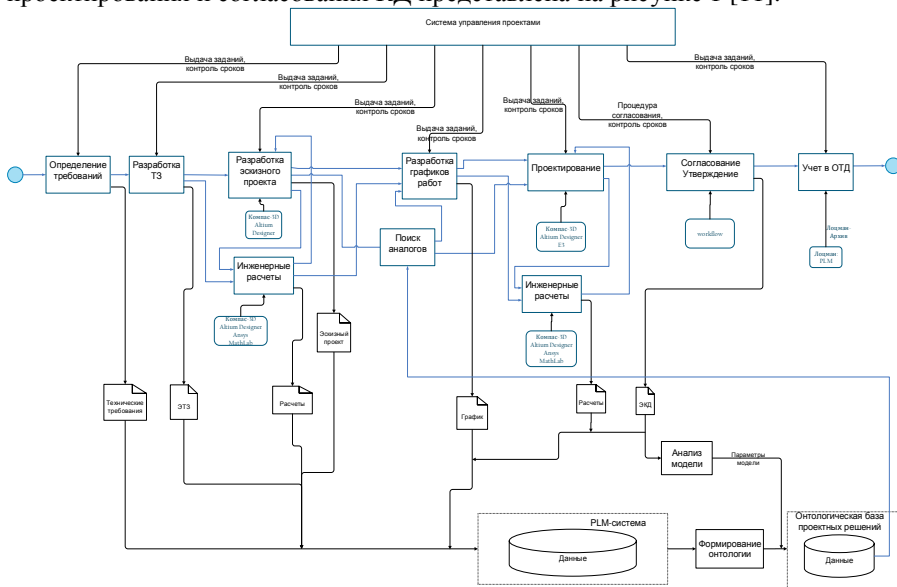 проектирования и согласования КД представлена на рисунке 1 [11].
Система управления проектами
Выдача заданий,
контроль сроков
Выдача заданий,
контроль сроков
Выдача заданий,
контроль сроков
Выдача заданий,
контроль сроков
Выдача заданий,
контроль сроков
Процедура
согласования,
контроль сроков
Выдача заданий,
контроль сроков
Определение
требований
Разработка
ТЗ
Разработка
эскизного
проекта
Разработка
графиков
работ
Проектирование
Согласование
Утверждение
Учет в ОТД
Компас-3D
Altium
Designer
Поиск
аналогов
Компас-3D
Altium Designer
E3
workflow
Лоцман-
Архив
Лоцман
PLM
Инженерные
расчеты
Инженерные
расчеты
Компас-3D
Altium Designer
Ansys
MathLab
Эскизный
проект
Компас-3D
Altium Designer
Ansys
MathLab
Технические
требования
ЭТЗ
Расчеты
График
Расчеты
ЭКД
Анализ
модели
Параметры
модели
PLM-система
Данные
Формирование
онтологии
Онтологическая база
проектных решений
Данные